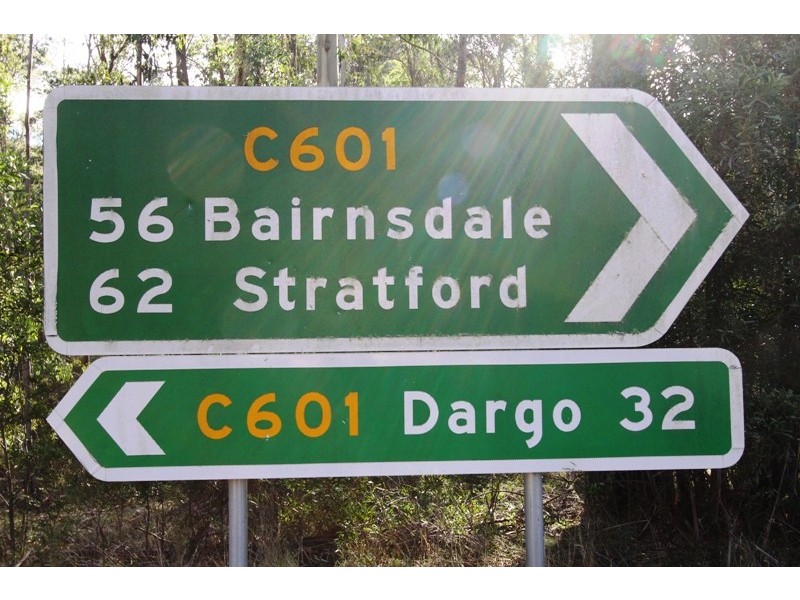 C601
56 Bairnsdale
62 Stratford
C601 Dargo 32